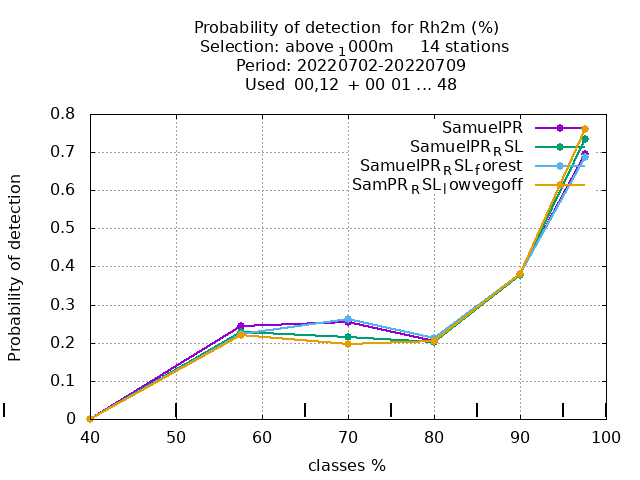 Probability of detection  for Rh2m (%)
Selection: above ₁000m     14 stations
Period: 20220702-20220709
Used  00,12  + 00 01 ... 48
SamuelPR
SamuelPR_RSL
SamuelPR_RSL_forest
SamPR_RSL_lowvegoff
Probability of detection
0.8
0.7
0.6
0.5
0.4
0.3
0.2
0.1
0
40 50 60 70 80 90 100
classes %